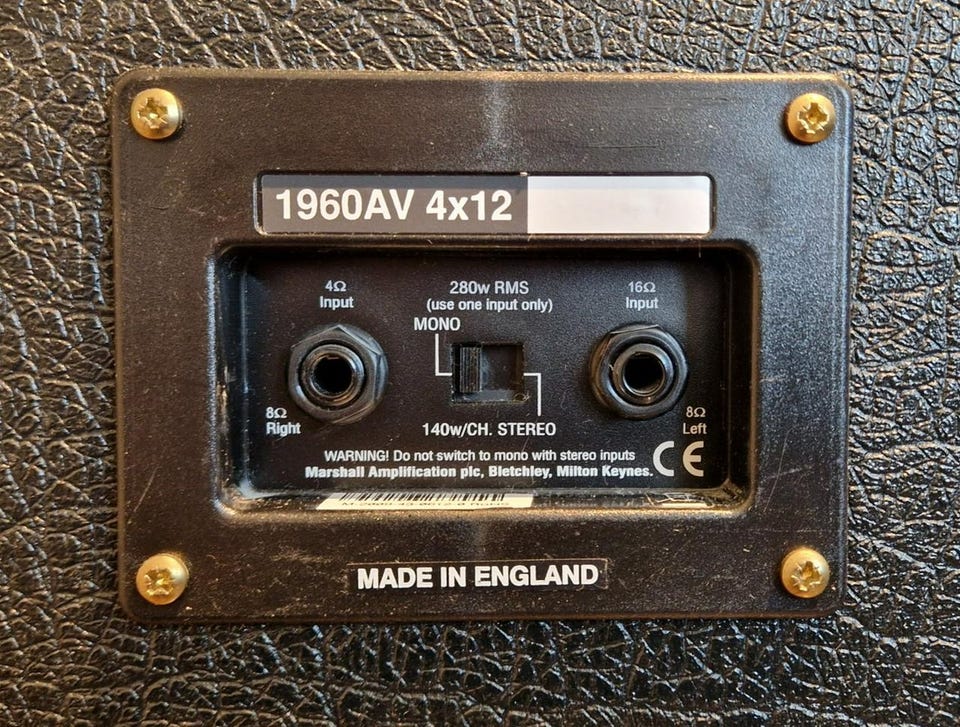 1960AV 4x12
4Ω
Input
280w RMS
(use one input only)
16Ω
Input
MONO
8Ω
Right
140w/CH. STEREO
8Ω
Left
WARNING! Do not switch to mono with stereo inputs
Marshall Amplification plc, Bletchley, Milton Keynes.
CE
MADE IN ENGLAND